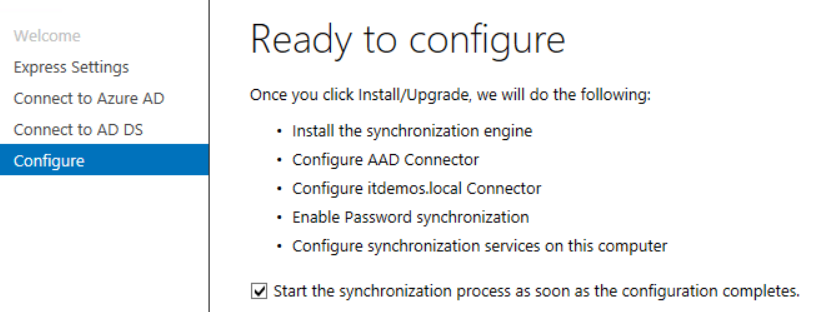 Welcome
Express Settings
Connect to Azure AD
Connect to AD DS
Configure
Ready to configure
Once you click Install/Upgrade, we will do the following:
• Install the synchronization engine
• Configure AAD Connector
• Configure itdemos.local Connector
• Enable Password synchronization
• Configure synchronization services on this computer
Start the synchronization process as soon as the configuration completes.